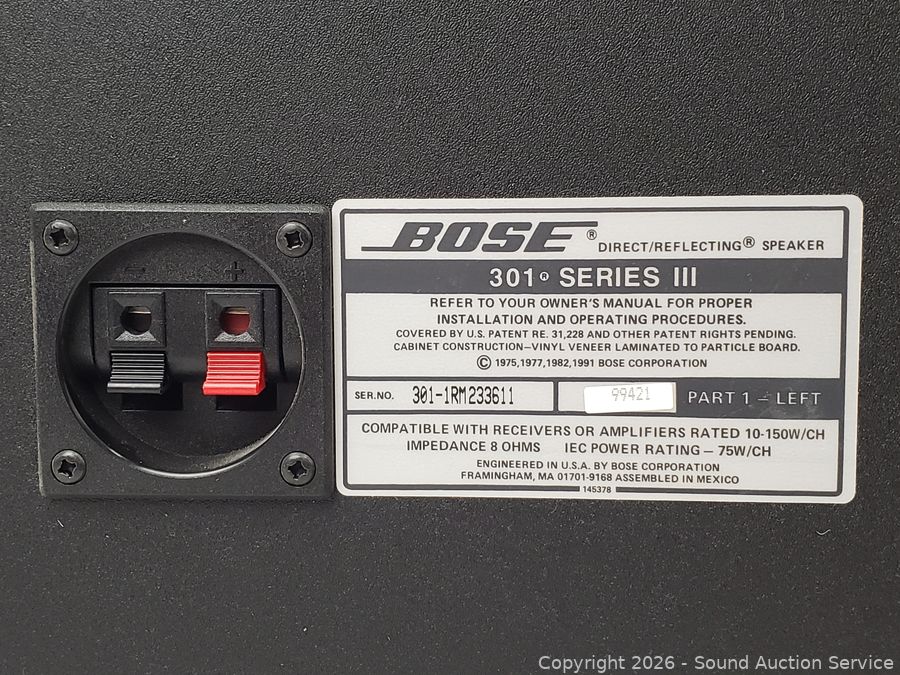 - +
BOSE® DIRECT/REFLECTING® SPEAKER
301® SERIES III
REFER TO YOUR OWNER'S MANUAL FOR PROPER
INSTALLATION AND OPERATING PROCEDURES.
COVERED BY U.S. PATENT RE. 31,228 AND OTHER PATENT RIGHTS PENDING.
CABINET CONSTRUCTION–VINYL VENEER LAMINATED TO PARTICLE BOARD.
© 1975,1977,1982,1991 BOSE CORPORATION
SER.NO. 301-1RM233611 99421 PART 1 – LEFT
COMPATIBLE WITH RECEIVERS OR AMPLIFIERS RATED 10-150W/CH
IMPEDANCE 8 OHMS IEC POWER RATING – 75W/CH
ENGINEERED IN U.S.A. BY BOSE CORPORATION
FRAMINGHAM, MA 01701-9168 ASSEMBLED IN MEXICO
145378
Copyright 2026 - Sound Auction Service